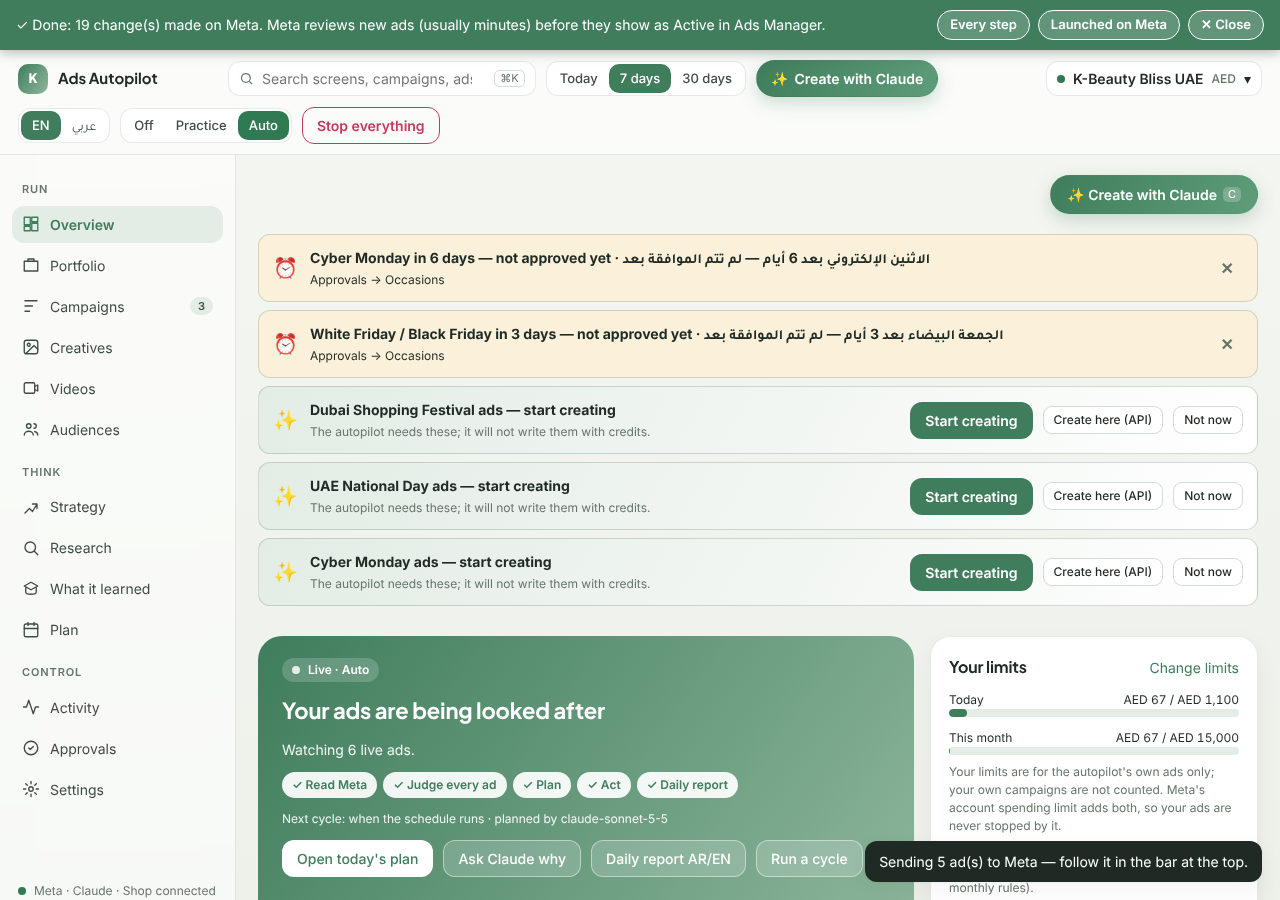 ✓ Done: 19 change(s) made on Meta. Meta reviews new ads (usually minutes) before they show as Active in Ads Manager.
Every step
Launched on Meta
✕ Close
K
Ads Autopilot
Search screens, campaigns, ads
⌘K
Today
7 days
30 days
✨ Create with Claude
K-Beauty Bliss UAE AED ▾
EN
عربي
Off
Practice
Auto
Stop everything
RUN
Overview
Portfolio
Campaigns 3
Creatives
Videos
Audiences
THINK
Strategy
Research
What it learned
Plan
CONTROL
Activity
Approvals
Settings
Meta · Claude · Shop connected
✨ Create with Claude C
Cyber Monday in 6 days — not approved yet · الاثنين الإلكتروني بعد 6 أيام — لم تتم الموافقة بعد
Approvals → Occasions
✕
White Friday / Black Friday in 3 days — not approved yet · الجمعة البيضاء بعد 3 أيام — لم تتم الموافقة بعد
Approvals → Occasions
✕
Dubai Shopping Festival ads — start creating
The autopilot needs these; it will not write them with credits.
Start creating
Create here (API)
Not now
UAE National Day ads — start creating
The autopilot needs these; it will not write them with credits.
Start creating
Create here (API)
Not now
Cyber Monday ads — start creating
The autopilot needs these; it will not write them with credits.
Start creating
Create here (API)
Not now
Live · Auto
Your ads are being looked after
Watching 6 live ads.
✓ Read Meta
✓ Judge every ad
✓ Plan
✓ Act
✓ Daily report
Next cycle: when the schedule runs · planned by claude-sonnet-5-5
Open today's plan
Ask Claude why
Daily report AR/EN
Run a cycle
Your limits
Change limits
Today AED 67 / AED 1,100
This month AED 67 / AED 15,000
Your limits are for the autopilot's own ads only;
your own campaigns are not counted. Meta's
account spending limit adds both, so your ads are
never stopped by it.
Sending 5 ad(s) to Meta — follow it in the bar at the top.
monthly rules).